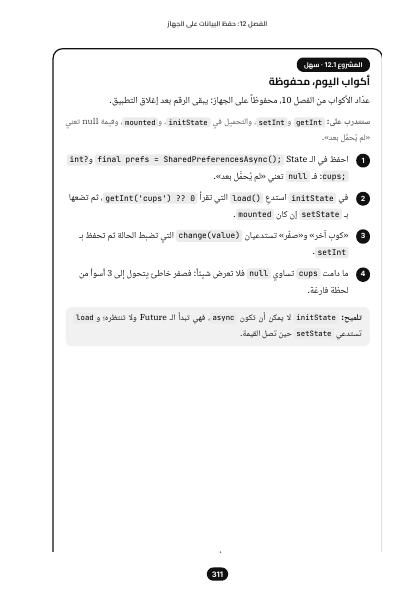 الفصل 12: حفظ البيانات على الجهاز
المشروع 12.1 · سهل
أكواب اليوم، محفوظة
عدّاد الأكواب من الفصل 10، محفوظاً على الجهاز: يبقى الرقم بعد إغلاق التطبيق.
ستتدرب على: getInt و setInt، والتحميل في initState، و mounted، وقيمة null تعني
«لم يُحمَّل بعد».
1 احفظ في الـ State final prefs = SharedPreferencesAsync(); و int?
cups;: فـ null تعني «لم يُحمَّل بعد».
2 في initState استدعِ load() التي تقرأ getInt('cups') ?? 0، ثم تضعها
بـ setState إن كان mounted.
3 «كوب آخر» و«صفّر» تستدعيان change(value) التي تضبط الحالة ثم تحفظ بـ
setInt.
4 ما دامت cups تساوي null فلا تعرض شيئاً: فصفر خاطئ يتحول إلى 3 أسوأ من
لحظة فارغة.
تلميح: initState لا يمكن أن تكون async، فهي تبدأ الـ Future ولا تنتظره؛ و load
تستدعي setState حين تصل القيمة.
311